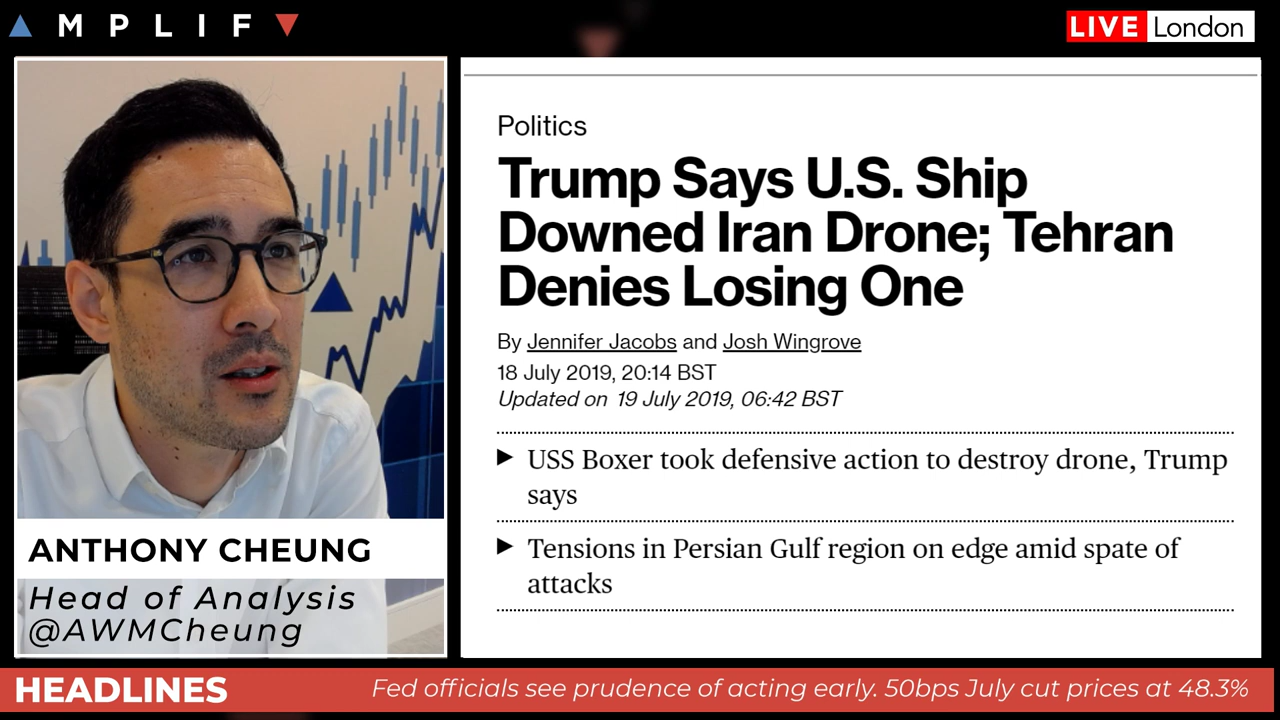 ▲ M P L I F ▼
LIVE London
ANTHONY CHEUNG
Head of Analysis
@AWMCheung
Politics
Trump Says U.S. Ship
Downed Iran Drone; Tehran
Denies Losing One
By Jennifer Jacobs and Josh Wingrove
18 July 2019, 20:14 BST
Updated on 19 July 2019, 06:42 BST
► USS Boxer took defensive action to destroy drone, Trump
says
► Tensions in Persian Gulf region on edge amid spate of
attacks
HEADLINES
Fed officials see prudence of acting early. 50bps July cut prices at 48.3%